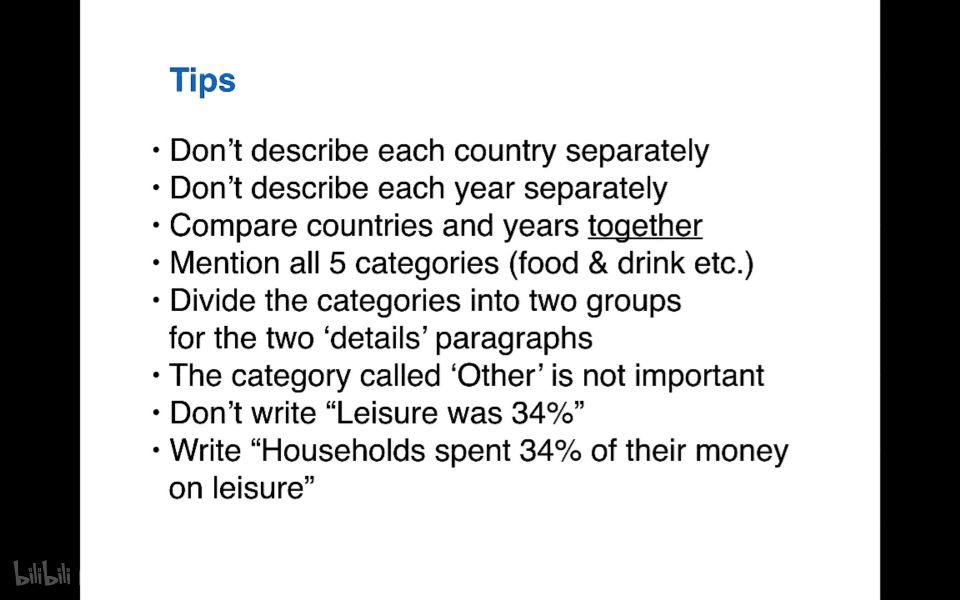 Tips
• Don’t describe each country separately
• Don’t describe each year separately
• Compare countries and years together
• Mention all 5 categories (food & drink etc.)
• Divide the categories into two groups
for the two ‘details’ paragraphs
• The category called ‘Other’ is not important
• Don’t write “Leisure was 34%”
• Write “Households spent 34% of their money
on leisure”
bilibili